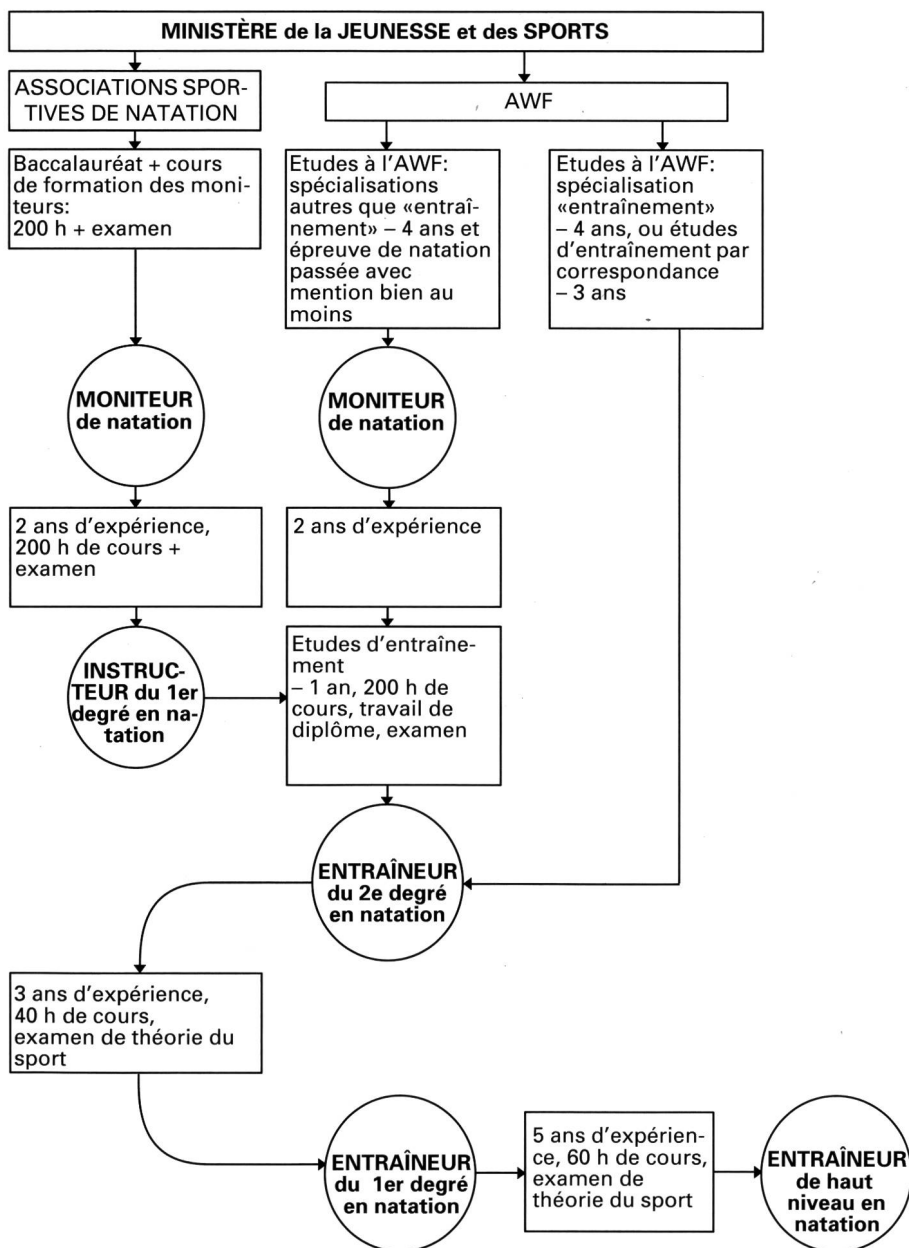 MINISTÈRE de la JEUNESSE et des SPORTS
ASSOCIATIONS SPOR-
TIVES DE NATATION
AWF
Baccalauréat + cours
de formation des moni-
teurs:
200 h + examen
Etudes à l'AWF:
spécialisations
autres que «entraî-
nement» – 4 ans et
épreuve de natation
passée avec
mention bien au
moins
Etudes à l'AWF:
spécialisation
«entraînement»
– 4 ans, ou études
d'entraînement par
correspondance
– 3 ans
MONITEUR
de natation
MONITEUR
de natation
2 ans d'expérience,
200 h de cours +
examen
2 ans d'expérience
INSTRUC-
TEUR du 1er
degré en na-
tation
Etudes d'entraîne-
ment
– 1 an, 200 h de
cours, travail de
diplôme, examen
ENTRAÎNEUR
du 2e degré
en natation
3 ans d'expérience,
40 h de cours,
examen de théorie du
sport
ENTRAÎNEUR
du 1er degré
en natation
5 ans d'expérien-
ce, 60 h de cours,
examen de
théorie du sport
ENTRAÎNEUR
de haut
niveau en
natation